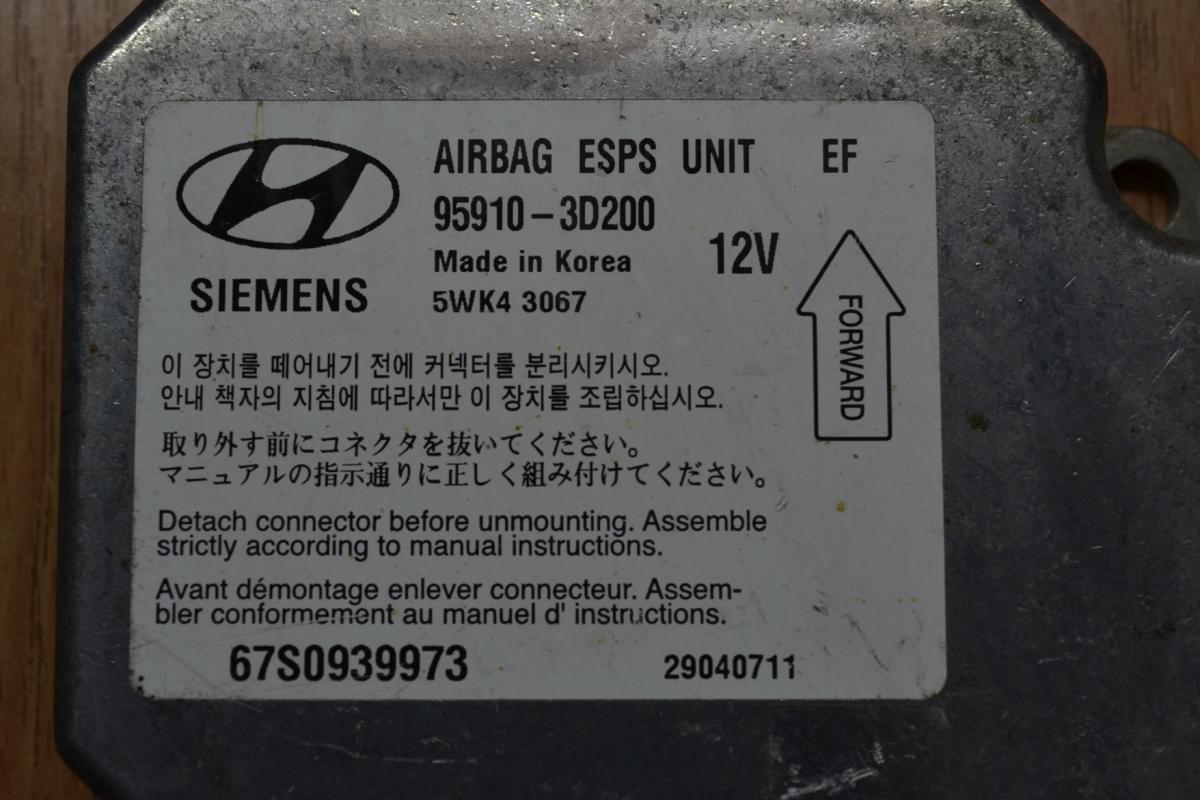 AIRBAG ESPS UNIT EF
95910-3D200
Made in Korea
12V
SIEMENS
5WK4 3067
FORWARD
이 장치를 떼어내기 전에 커넥터를 분리시키시오.
안내 책자의 지침에 따라서만 이 장치를 조립하십시오.
取り外す前にコネクタを抜いてください。
マニュアルの指示通りに正しく組み付けてください。
Detach connector before unmounting. Assemble
strictly according to manual instructions.
Avant démontage enlever connecteur. Assem-
bler conformement au manuel d' instructions.
67S0939973
29040711